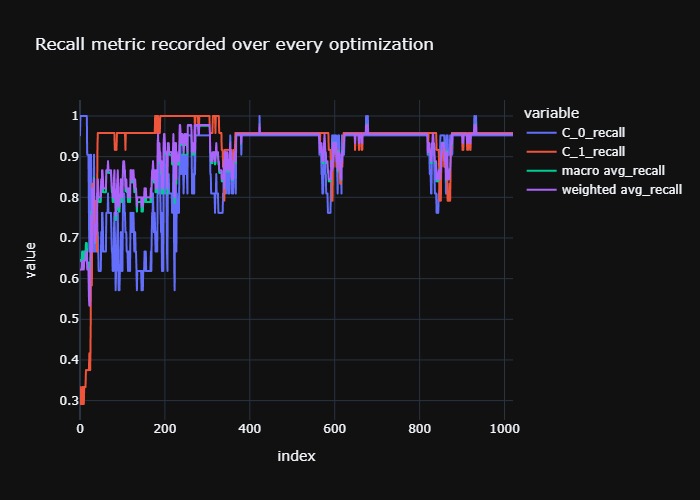 Recall metric recorded over every optimization
variable
C_0_recall
C_1_recall
macro avg_recall
weighted avg_recall
value
1
0.9
0.8
0.7
0.6
0.5
0.4
0.3
0 200 400 600 800 1000
index